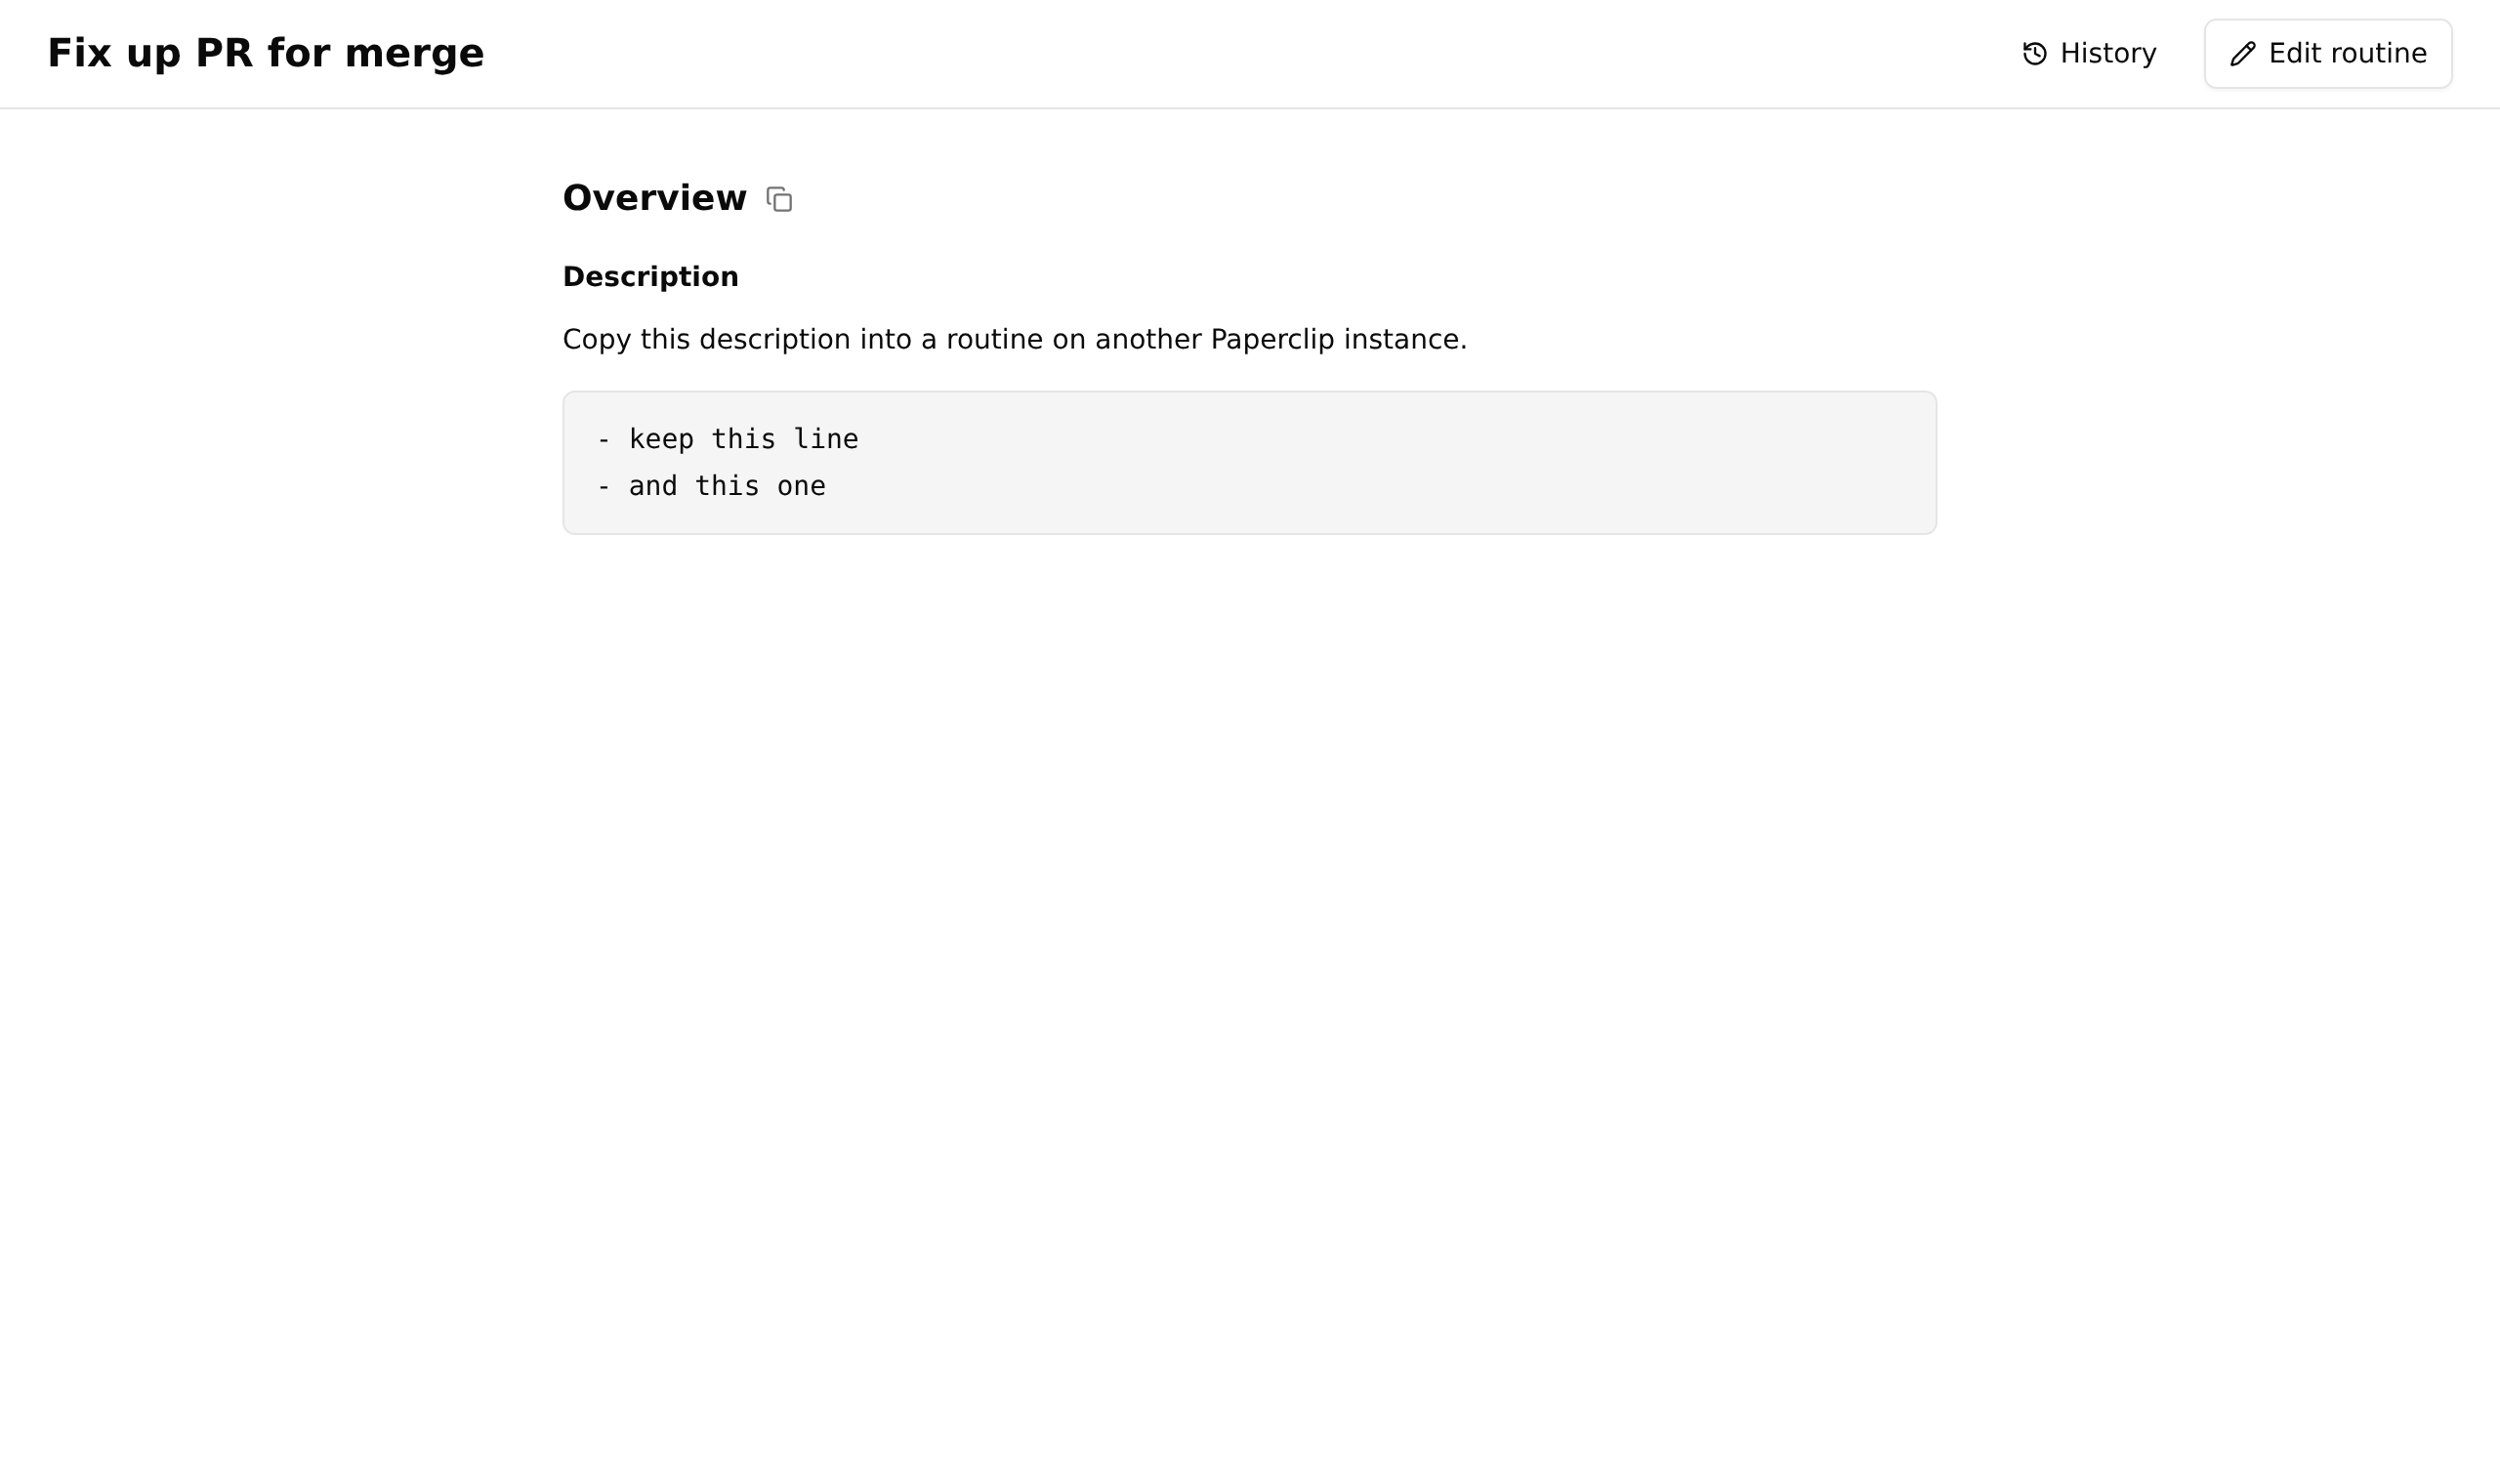 Fix up PR for merge
History
Edit routine
Overview
Description
Copy this description into a routine on another Paperclip instance.
- keep this line
- and this one